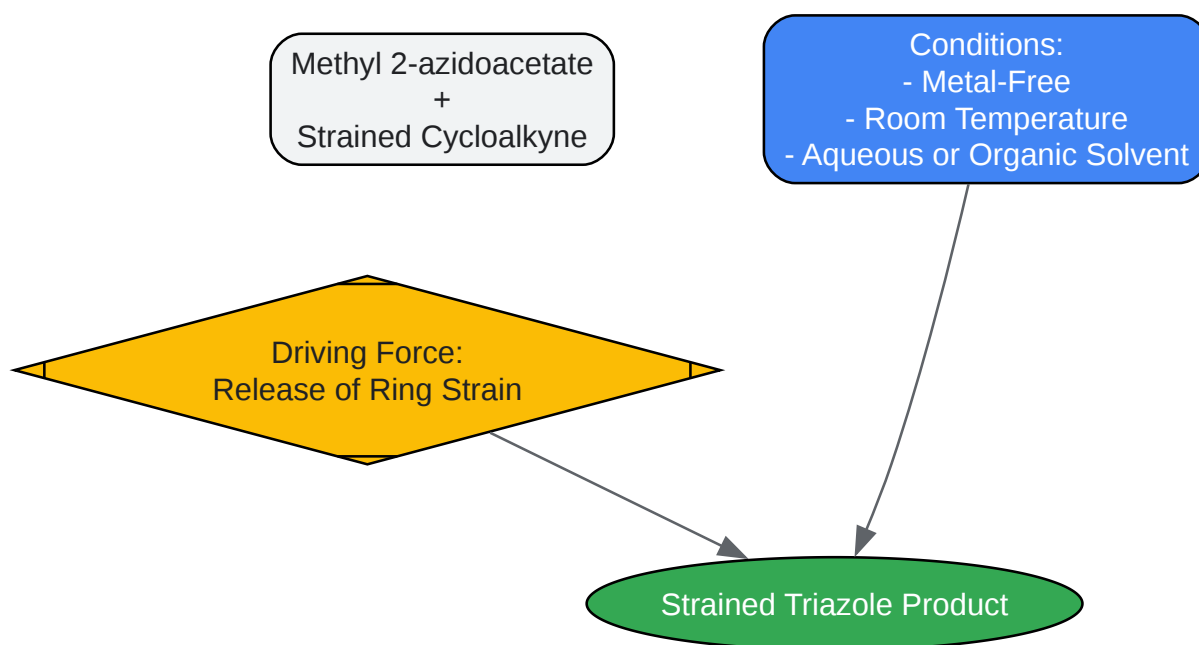 Methyl 2-azidoacetate
+
Strained Cycloalkyne
Conditions:
- Metal-Free
- Room Temperature
- Aqueous or Organic Solvent
Driving Force:
Release of Ring Strain
Strained Triazole Product